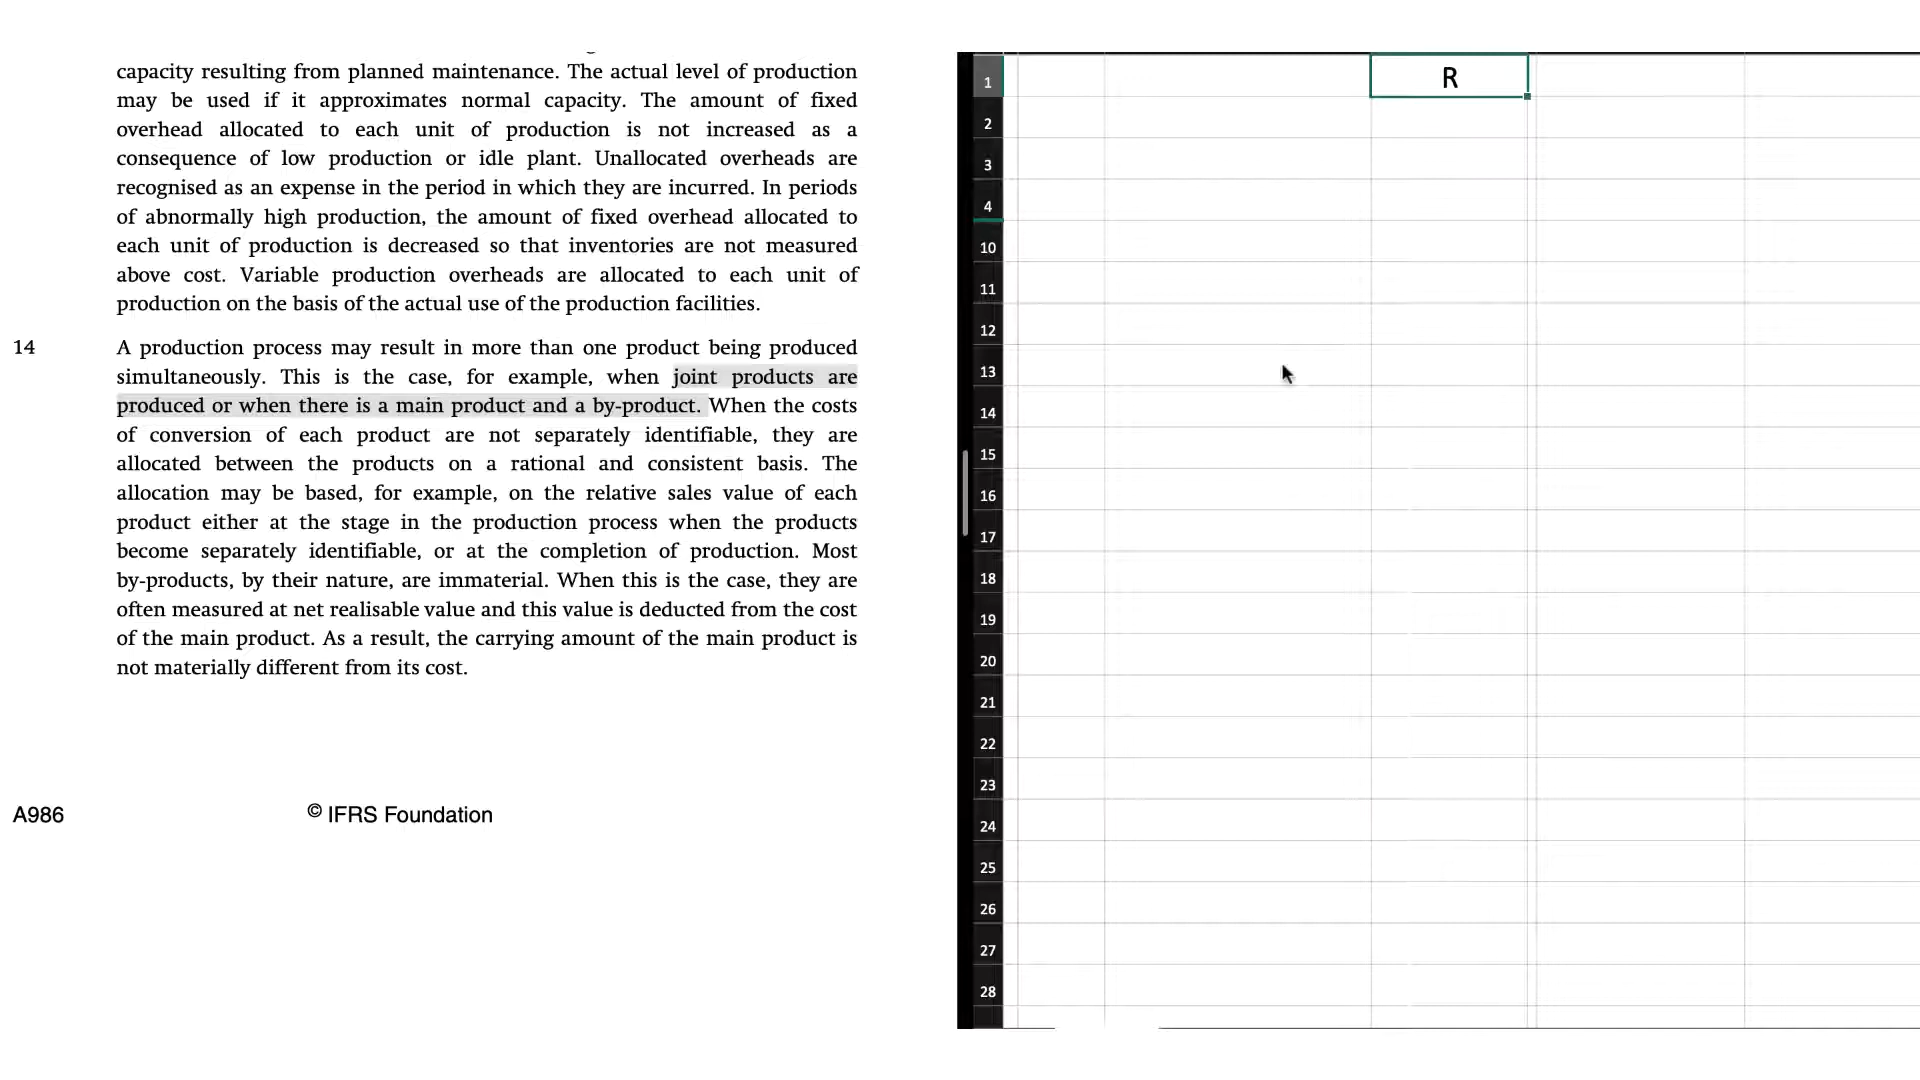 capacity resulting from planned maintenance. The actual level of production
may be used if it approximates normal capacity. The amount of fixed
overhead allocated to each unit of production is not increased as a
consequence of low production or idle plant. Unallocated overheads are
recognised as an expense in the period in which they are incurred. In periods
of abnormally high production, the amount of fixed overhead allocated to
each unit of production is decreased so that inventories are not measured
above cost. Variable production overheads are allocated to each unit of
production on the basis of the actual use of the production facilities.
14 A production process may result in more than one product being produced
simultaneously. This is the case, for example, when joint products are
produced or when there is a main product and a by-product. When the costs
of conversion of each product are not separately identifiable, they are
allocated between the products on a rational and consistent basis. The
allocation may be based, for example, on the relative sales value of each
product either at the stage in the production process when the products
become separately identifiable, or at the completion of production. Most
by-products, by their nature, are immaterial. When this is the case, they are
often measured at net realisable value and this value is deducted from the cost
of the main product. As a result, the carrying amount of the main product is
not materially different from its cost.
A986 © IFRS Foundation
1 R
2
3
4
10
11
12
13
14
15
16
17
18
19
20
21
22
23
24
25
26
27
28